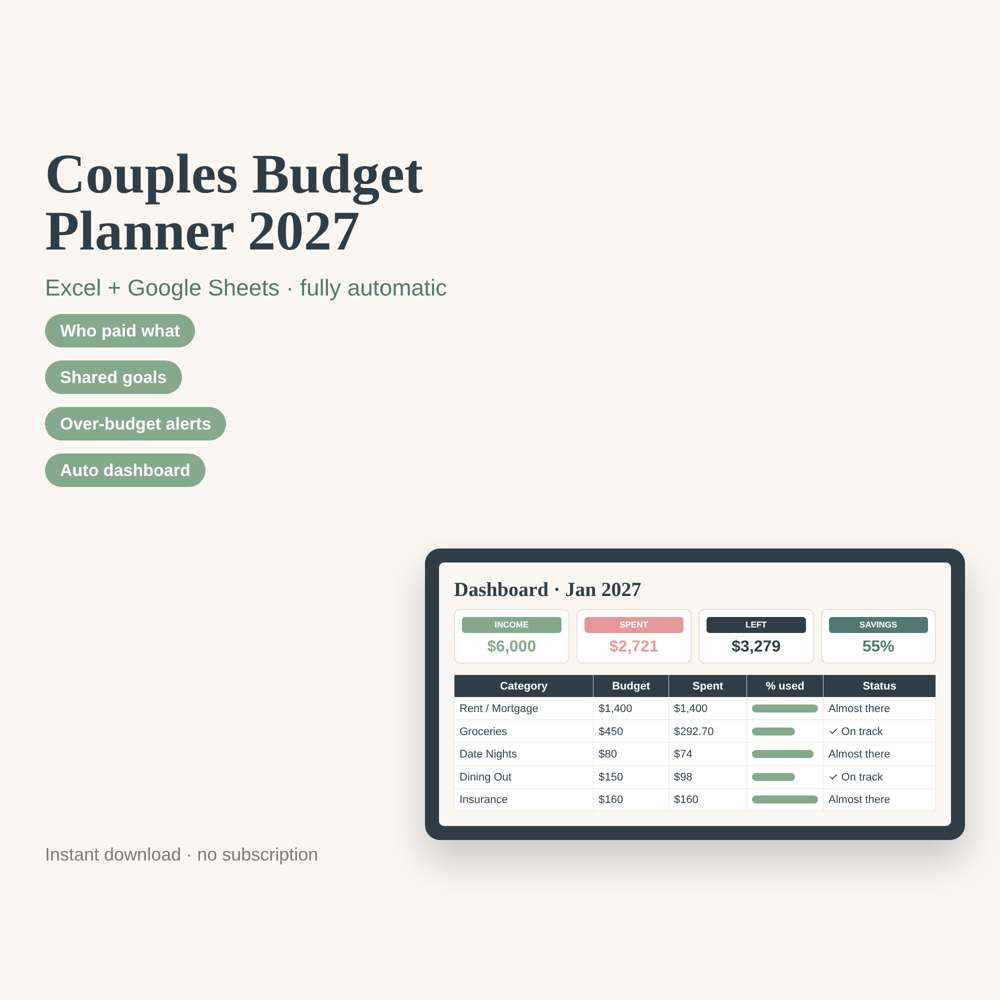 Couples Budget
Planner 2027
Excel + Google Sheets · fully automatic
Who paid what
Shared goals
Over-budget alerts
Auto dashboard
Dashboard · Jan 2027
INCOME SPENT LEFT SAVINGS
$6,000 $2,721 $3,279 55%
Category Budget Spent % used Status
Rent / Mortgage $1,400 $1,400 Almost there
Groceries $450 $292.70 ✓ On track
Date Nights $80 $74 Almost there
Dining Out $150 $98 ✓ On track
Insurance $160 $160 Almost there
Instant download · no subscription